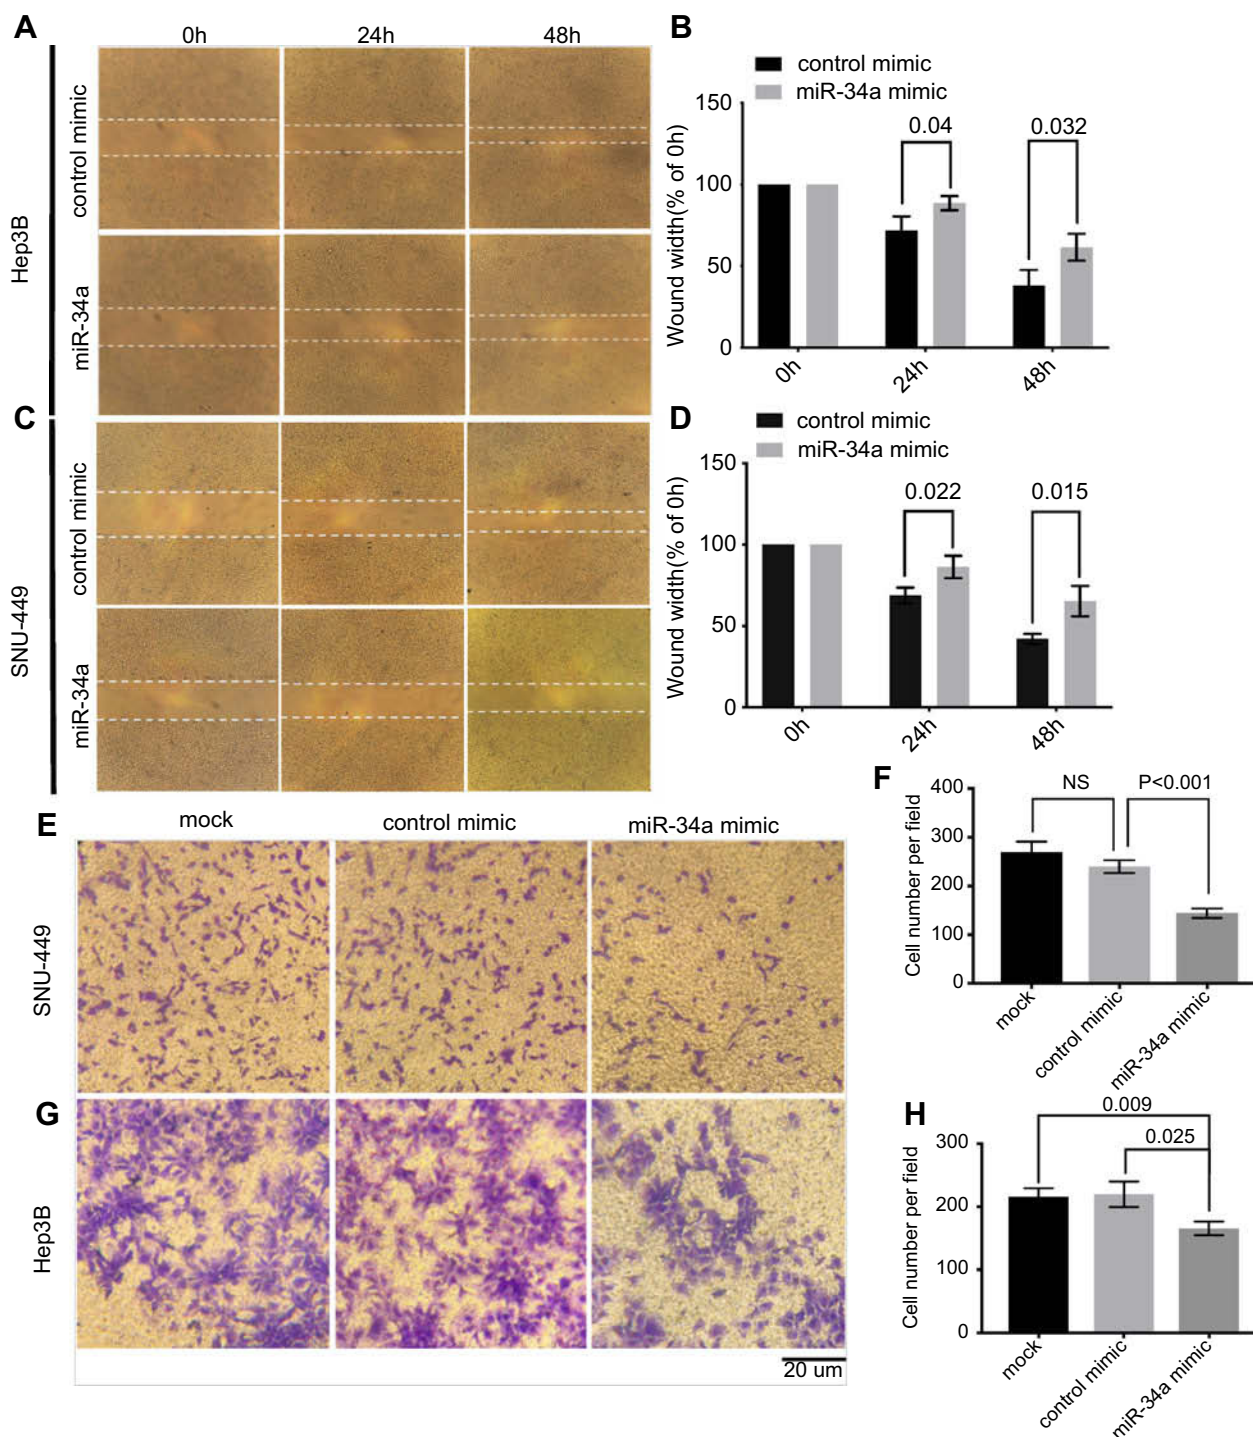 A
0h
24h
48h
Hep3B
control mimic
miR-34a
B
control mimic
miR-34a mimic
Wound width(% of 0h)
150
100
50
0
0.04
0.032
0h
24h
48h
C
SNU-449
control mimic
miR-34a
D
control mimic
miR-34a mimic
Wound width(% of 0h)
150
100
50
0
0.022
0.015
0h
24h
48h
E
mock
control mimic
miR-34a mimic
SNU-449
F
Cell number per field
400
300
200
100
0
NS
P<0.001
mock
control mimic
miR-34a mimic
G
Hep3B
20 um
H
Cell number per field
300
200
100
0
0.009
0.025
mock
control mimic
miR-34a mimic